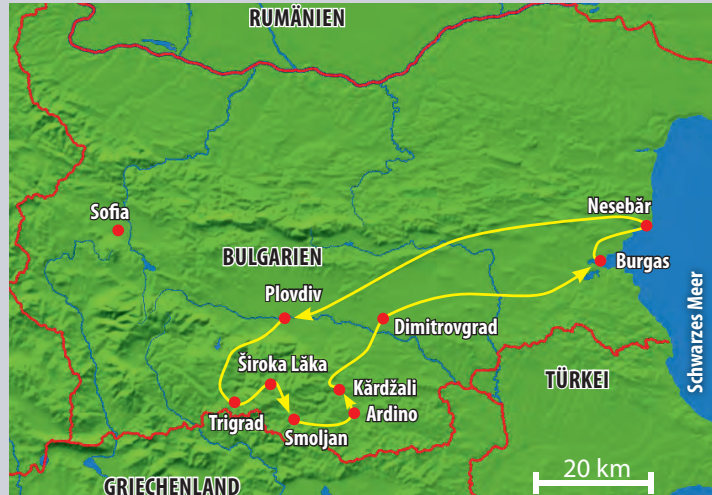 RUMÄNIEN
Sofia
Nesebăr
BULGARIEN
Burgas
Plovdiv
Dimitrovgrad
Schwarzes Meer
Široka Lăka
TÜRKEI
Kărdžali
Trigrad
Ardino
Smoljan
20 km
GRIECHENLAND